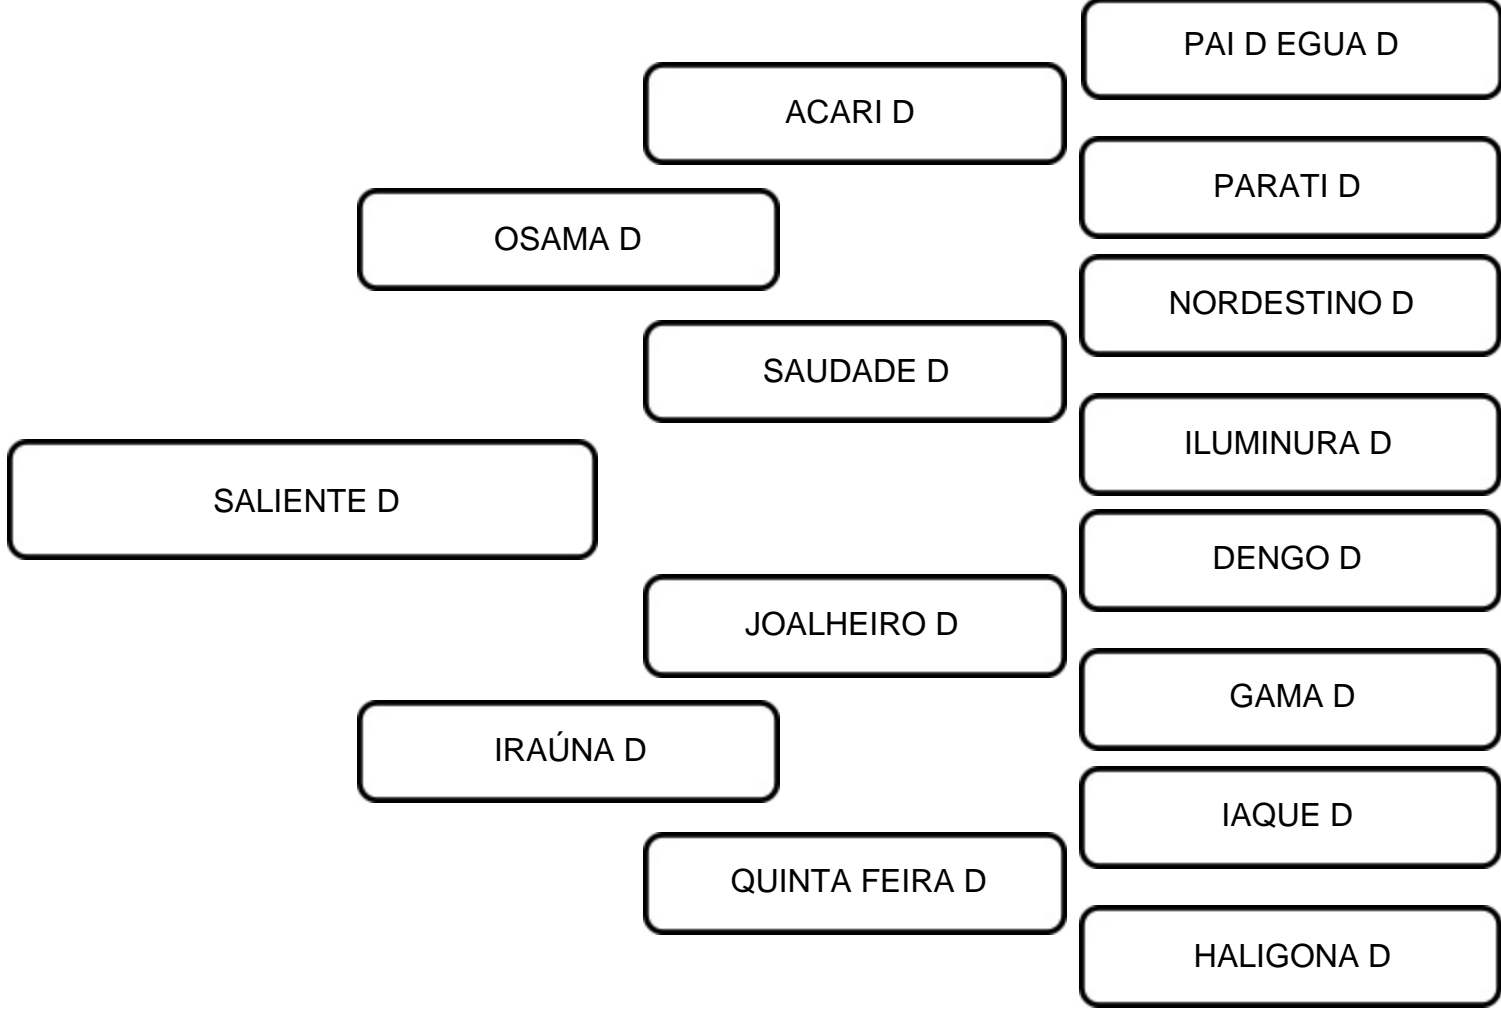 PAI D EGUA D
ACARI D
PARATI D
OSAMA D
NORDESTINO D
SAUDADE D
ILUMINURA D
SALIENTE D
DENGO D
JOALHEIRO D
GAMA D
IRAÚNA D
IAQUE D
QUINTA FEIRA D
HALIGONA D